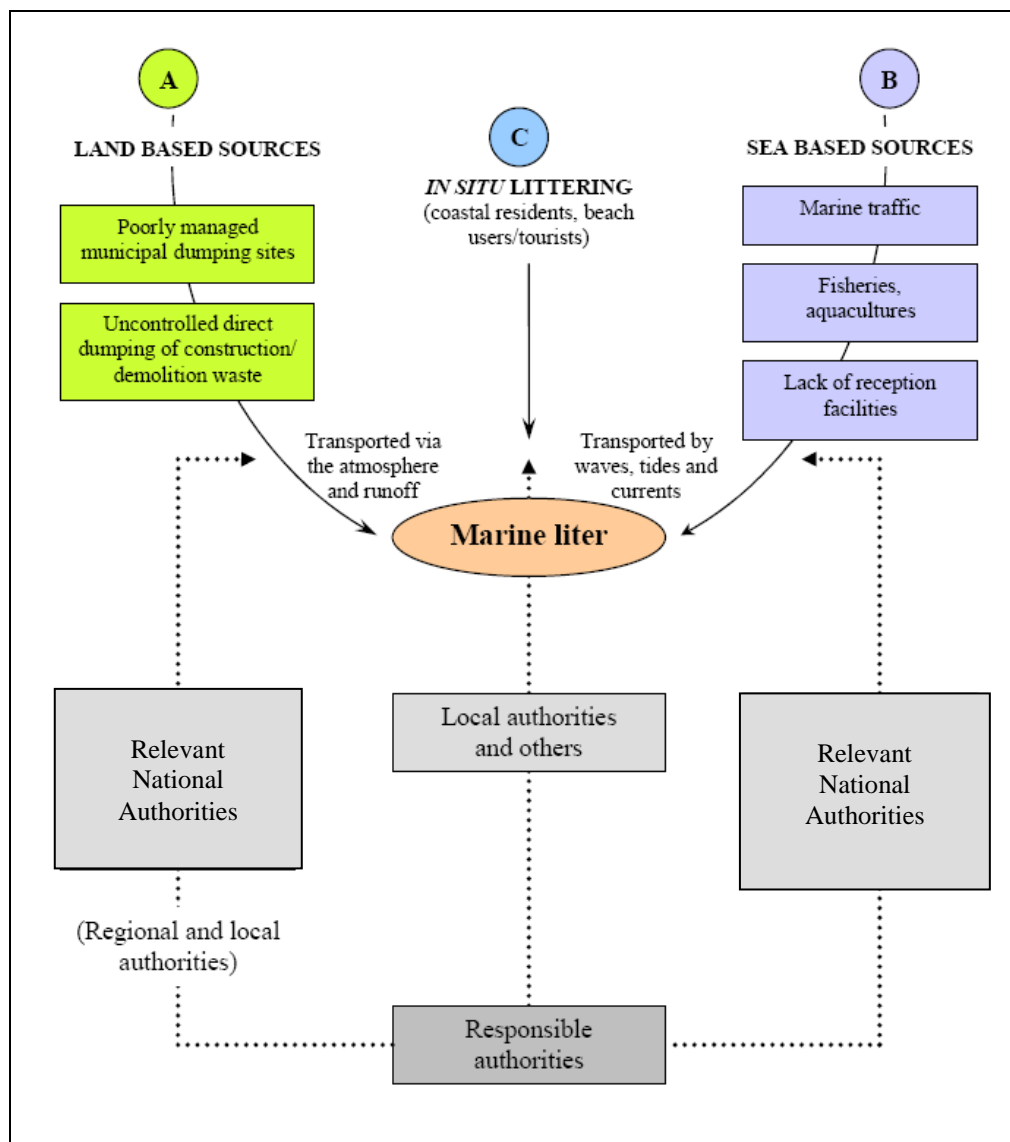 A
LAND BASED SOURCES
Poorly managed
municipal dumping sites
Uncontrolled direct
dumping of construction/
demolition waste
Transported via
the atmosphere
and runoff
C
IN SITU LITTERING
(coastal residents, beach
users/tourists)
B
SEA BASED SOURCES
Marine traffic
Fisheries,
aquacultures
Lack of reception
facilities
Transported by
waves, tides and
currents
Marine liter
Relevant
National
Authorities
(Regional and local
authorities)
Local authorities
and others
Relevant
National
Authorities
Responsible
authorities